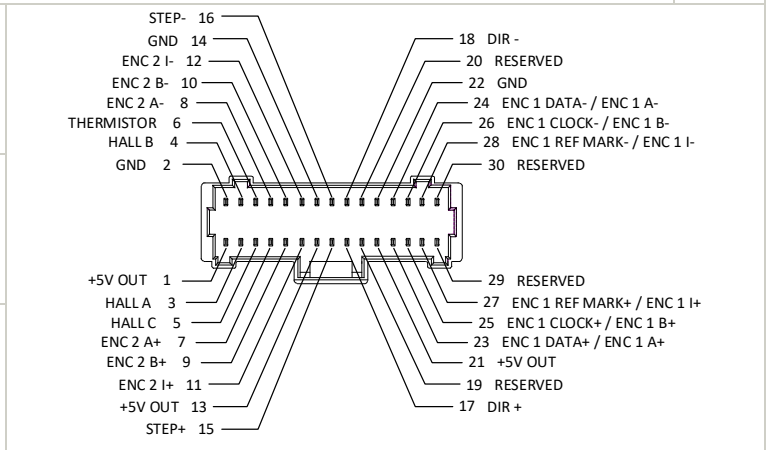 STEP- 16
GND 14
ENC 2 I- 12
ENC 2 B- 10
ENC 2 A- 8
THERMISTOR 6
HALL B 4
GND 2
18 DIR -
20 RESERVED
22 GND
24 ENC 1 DATA- / ENC 1 A-
26 ENC 1 CLOCK- / ENC 1 B-
28 ENC 1 REF MARK- / ENC 1 I-
30 RESERVED
+5V OUT 1
HALL A 3
HALL C 5
ENC 2 A+ 7
ENC 2 B+ 9
ENC 2 I+ 11
+5V OUT 13
STEP+ 15
29 RESERVED
27 ENC 1 REF MARK+ / ENC 1 I+
25 ENC 1 CLOCK+ / ENC 1 B+
23 ENC 1 DATA+ / ENC 1 A+
21 +5V OUT
19 RESERVED
17 DIR +